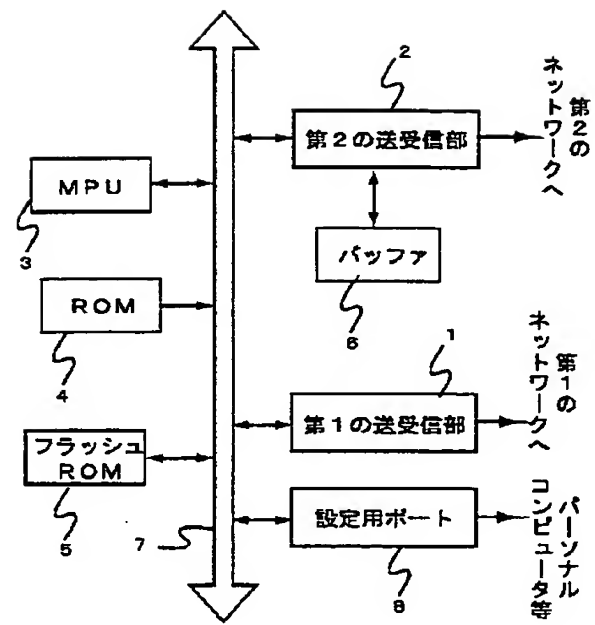 2
第2の送受信部
第2の
ネットワークへ
MPU
3
バッファ
6
ROM
4
1
第1の送受信部
第1の
ネットワークへ
フラッシュ
ROM
5
7
設定用ポート
8
パーソナル
コンピュータ等